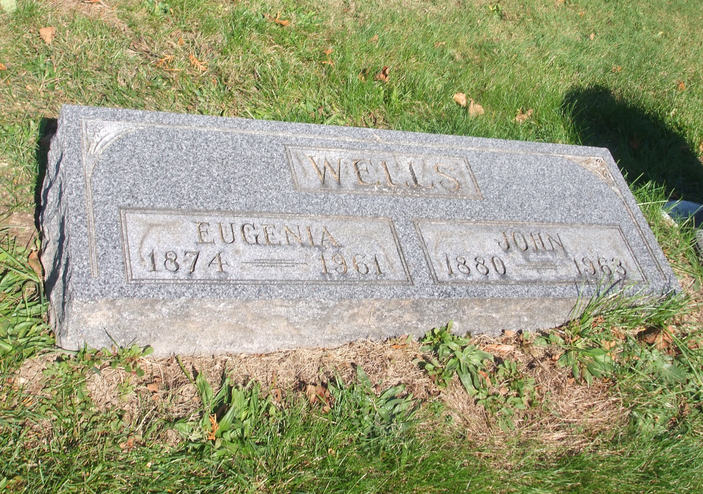 WELLS
EUGENIA
1874 — 1961
JOHN
1880 — 1963